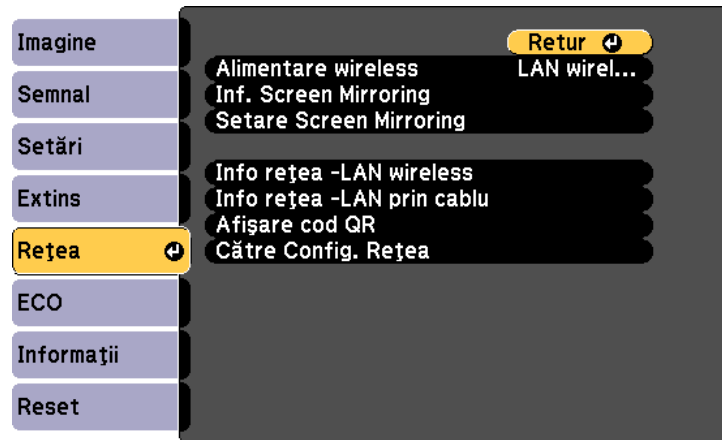 Imagine
Semnal
Setări
Extins
Reţea
ECO
Informaţii
Reset
Retur
Alimentare wireless LAN wirel...
Inf. Screen Mirroring
Setare Screen Mirroring
Info reţea -LAN wireless
Info reţea -LAN prin cablu
Afişare cod QR
Către Config. Reţea